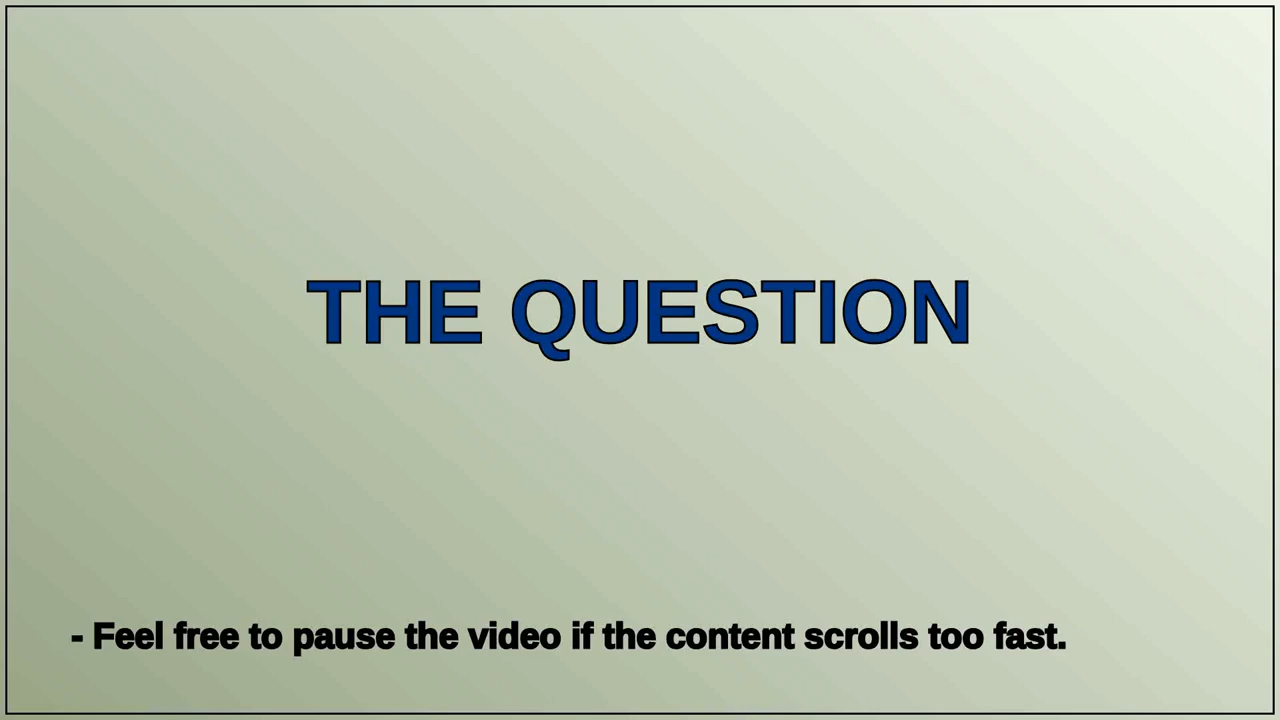 THE QUESTION
- Feel free to pause the video if the content scrolls too fast.